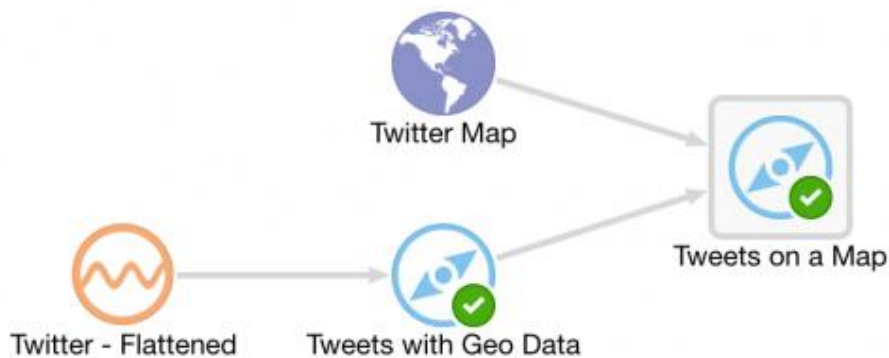 Twitter Map
Tweets on a Map
Twitter - Flattened
Tweets with Geo Data